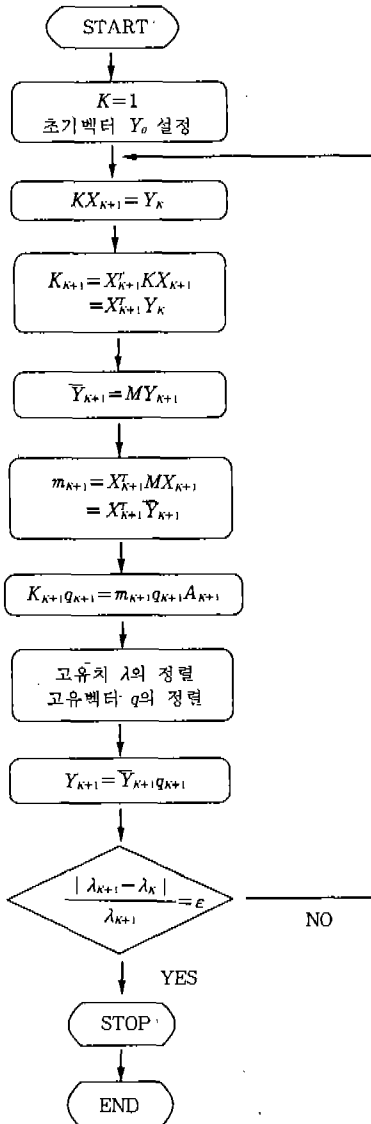 START
K=1
초기벡터 Y₀ 설정
KX_{K+1} = Y_K
K_{K+1} = X^T_{K+1} KX_{K+1}
= X^T_{K+1} Y_K
Y̅_{K+1} = MY_{K+1}
m_{K+1} = X^T_{K+1} MX_{K+1}
= X^T_{K+1} Y̅_{K+1}
K_{K+1} q_{K+1} = m_{K+1} q_{K+1} Λ_{K+1}
고유치 λ의 정렬
고유벡터 q의 정렬
Y_{K+1} = Y̅_{K+1} q_{K+1}
| λ_{K+1} − λ_K |
λ_{K+1}
= ε
NO
YES
STOP
END